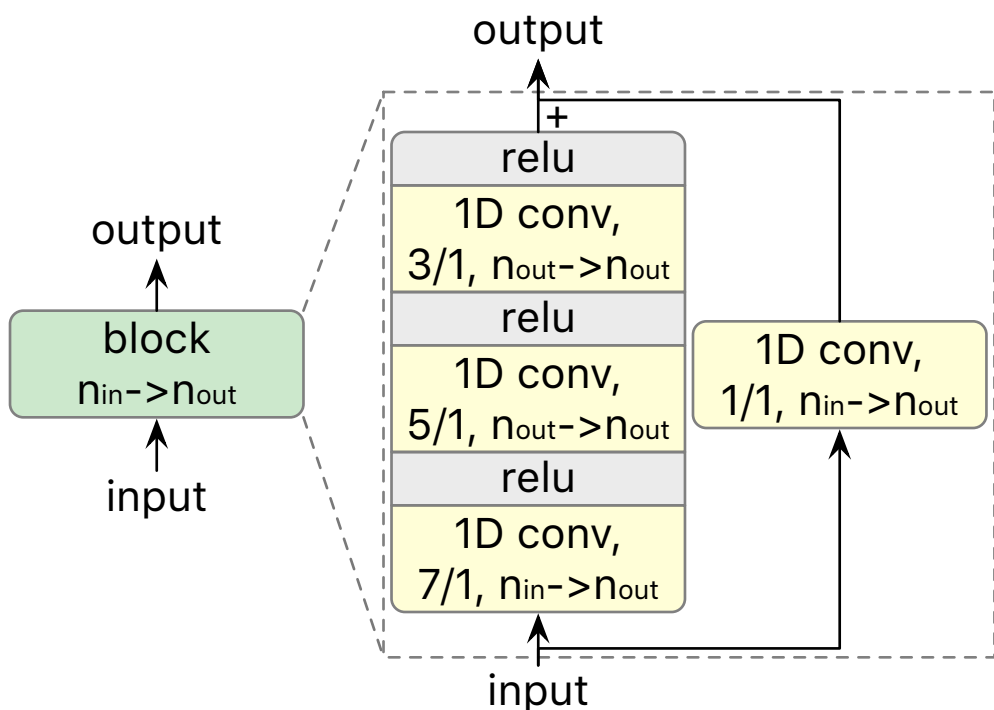 output
block
nin->nout
input
output
+
relu
1D conv,
3/1, nout->nout
relu
1D conv,
5/1, nout->nout
relu
1D conv,
7/1, nin->nout
1D conv,
1/1, nin->nout
input